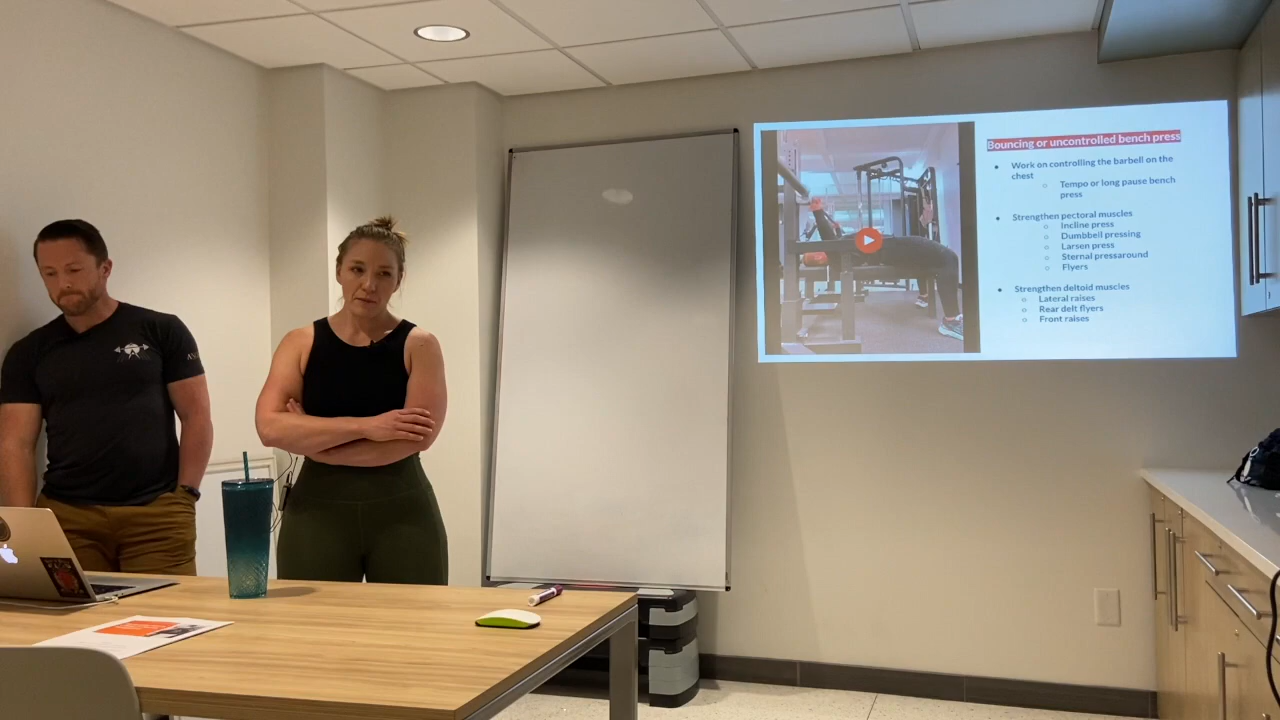 Bouncing or uncontrolled bench press
Work on controlling the barbell on the
chest
Tempo or long pause bench
press
Strengthen pectoral muscles
Incline press
Dumbbell pressing
Larsen press
Sternal pressaround
Flyers
Strengthen deltoid muscles
Lateral raises
Rear delt flyers
Front raises